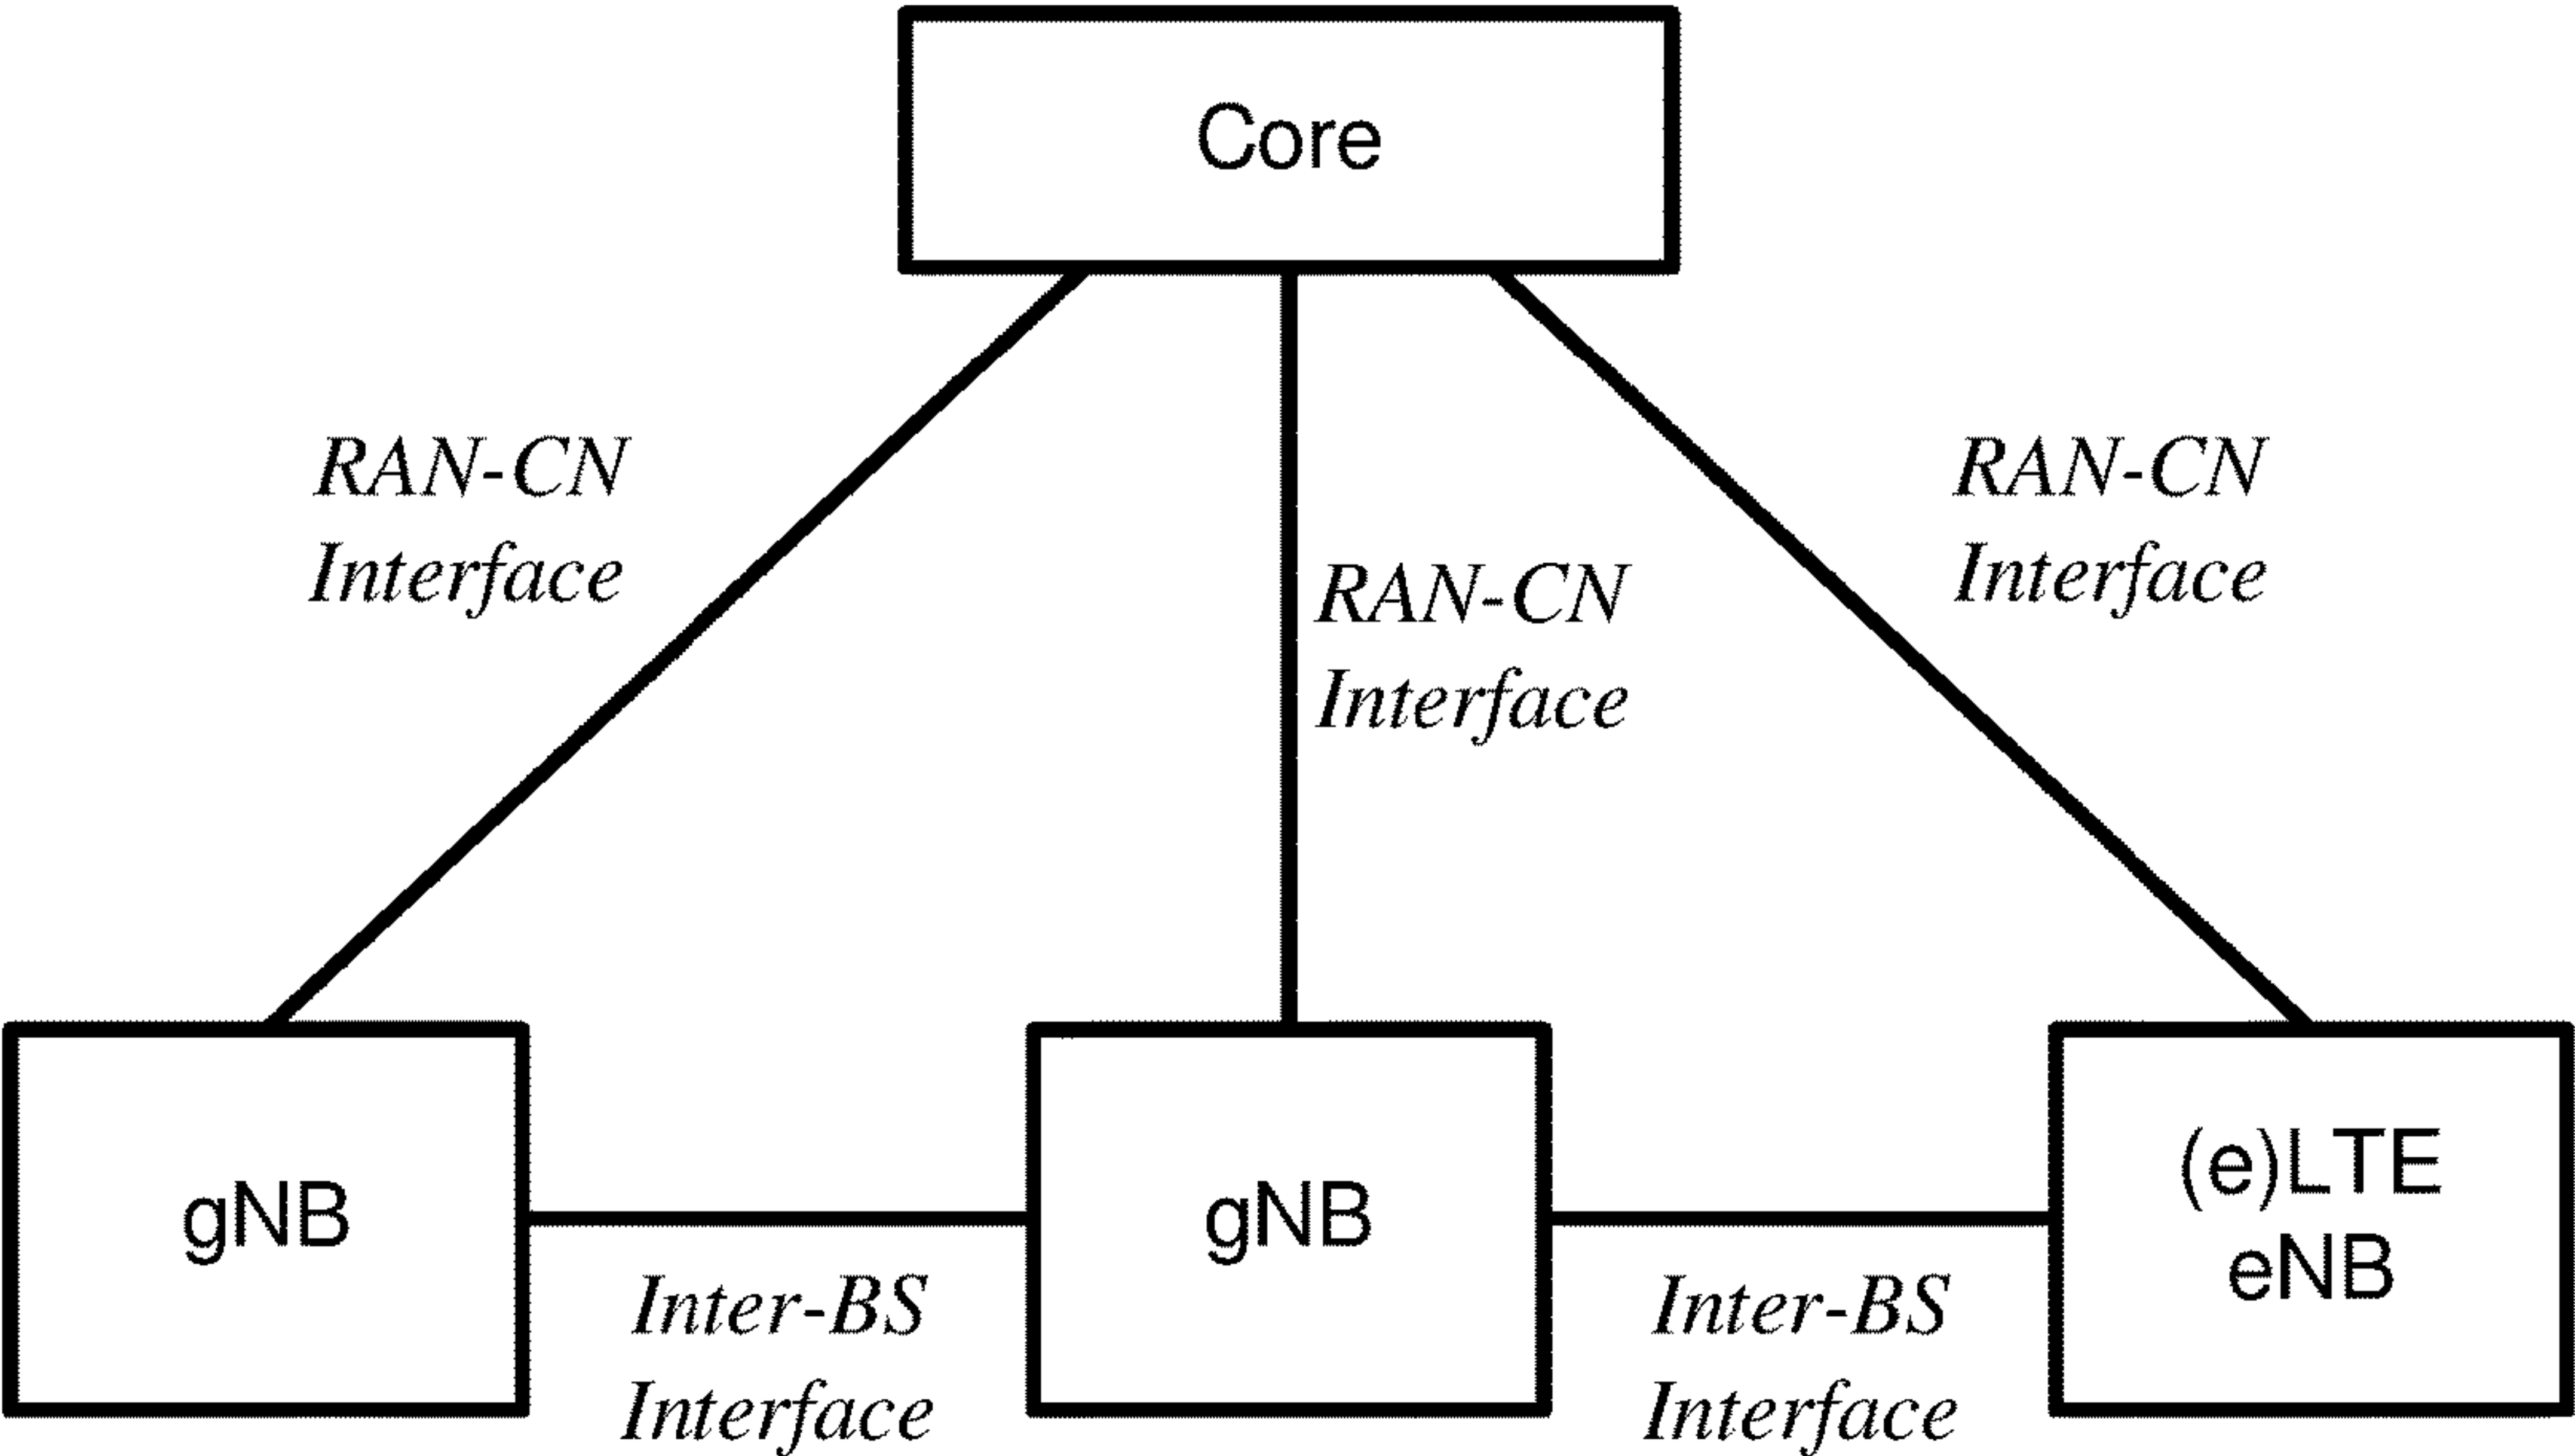 Core
RAN-CN
Interface
RAN-CN
Interface
RAN-CN
Interface
gNB
gNB
(e)LTE
eNB
Inter-BS
Interface
Inter-BS
Interface